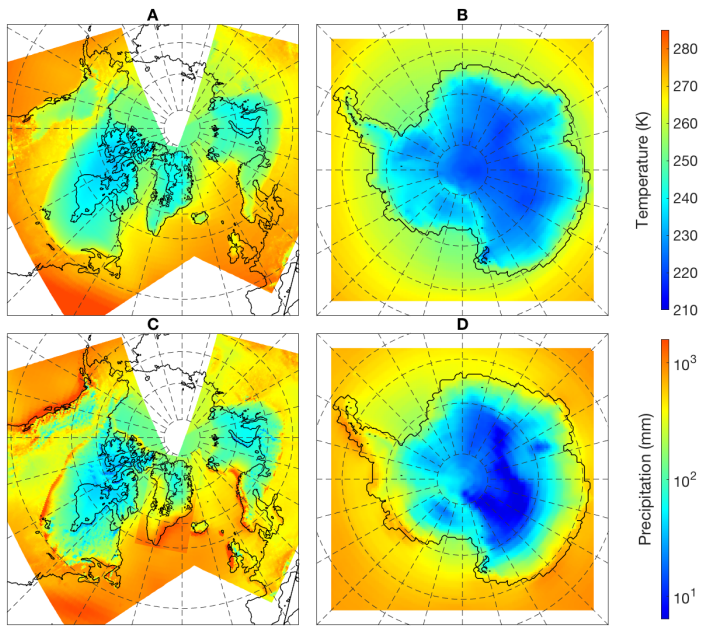 A
B
280
270
260
250
240
230
220
210
Temperature (K)
C
D
10³
10²
10¹
Precipitation (mm)